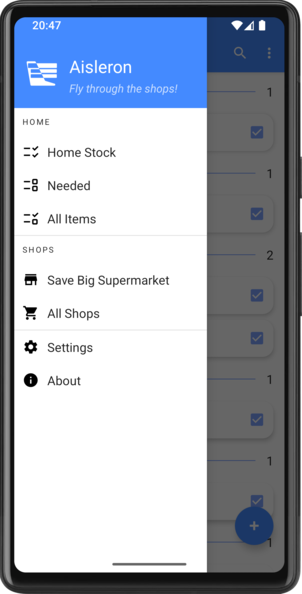 20:47
Aisleron
Fly through the shops!
HOME
1
Home Stock
1
Needed
All Items
2
SHOPS
Save Big Supermarket
All Shops
Settings
1
About
1
+
1